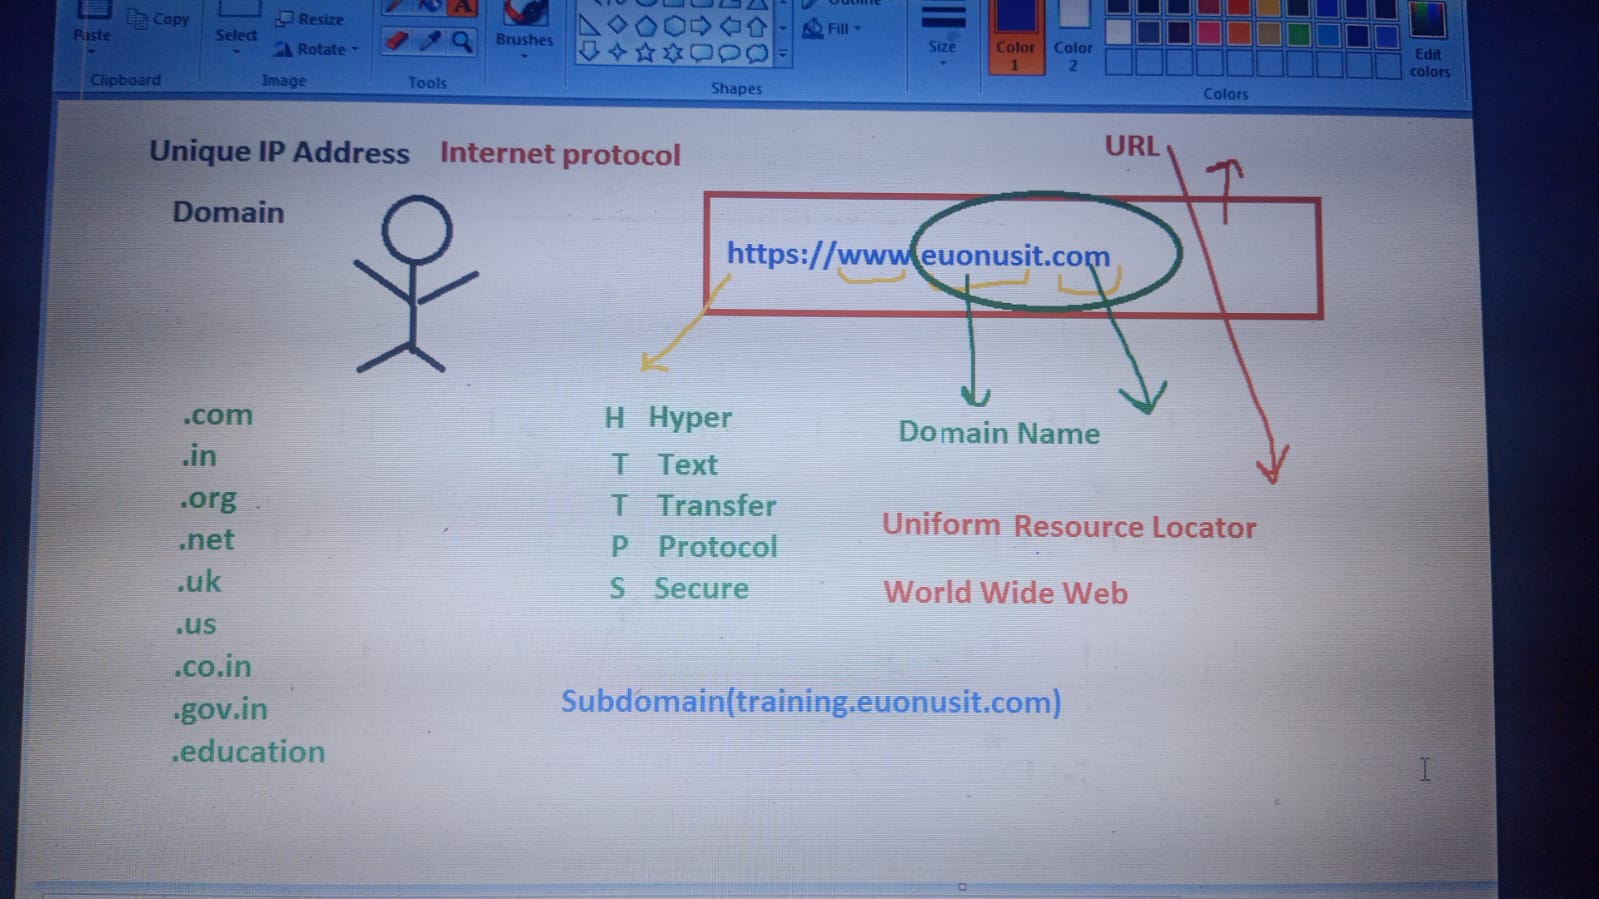 Paste
Copy
Select
Resize
Rotate
Brushes
Fill
Size
Color 1
Color 2
Edit colors
Clipboard
Image
Tools
Shapes
Colors
Unique IP Address Internet protocol
URL
Domain
https://www.euonusit.com
.com
.in
.org
.net
.uk
.us
.co.in
.gov.in
.education
H Hyper
T Text
T Transfer
P Protocol
S Secure
Domain Name
Uniform Resource Locator
World Wide Web
Subdomain(training.euonusit.com)